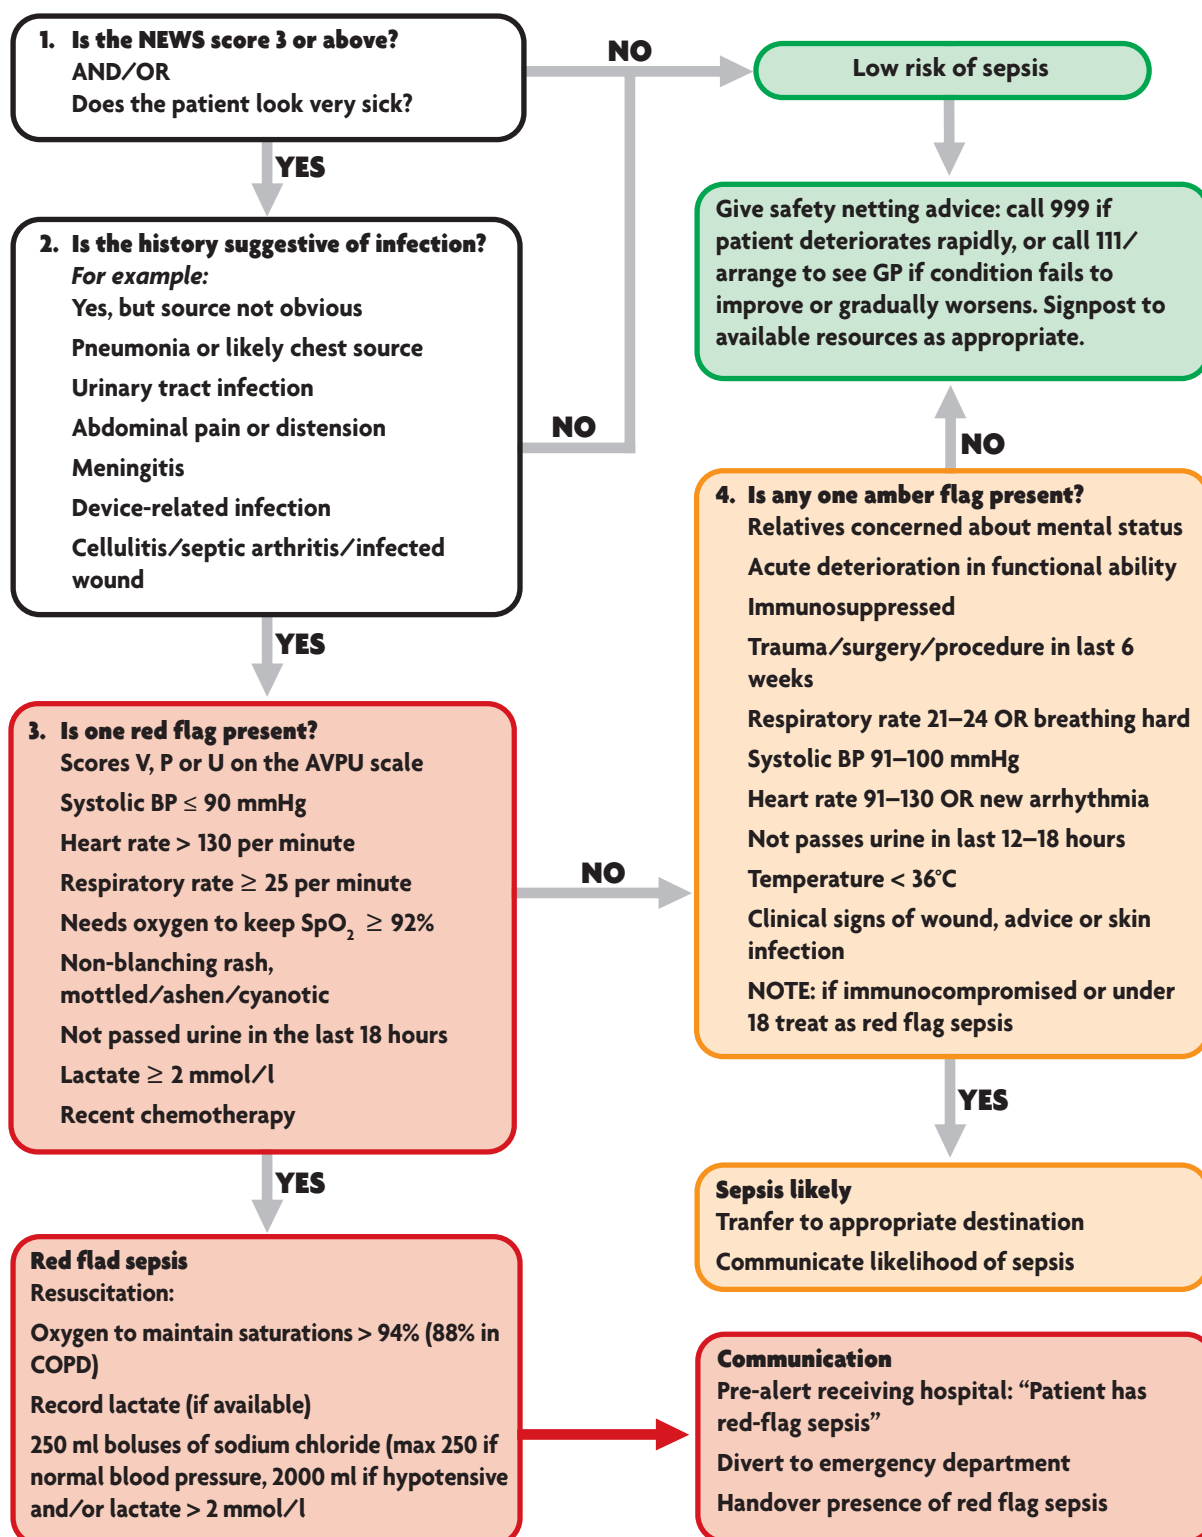 1. Is the NEWS score 3 or above?
AND/OR
Does the patient look very sick?
NO
Low risk of sepsis
YES
Give safety netting advice: call 999 if
patient deteriorates rapidly, or call 111/
arrange to see GP if condition fails to
improve or gradually worsens. Signpost to
available resources as appropriate.
2. Is the history suggestive of infection?
For example:
Yes, but source not obvious
Pneumonia or likely chest source
Urinary tract infection
Abdominal pain or distension
Meningitis
Device-related infection
Cellulitis/septic arthritis/infected
wound
NO
YES
3. Is one red flag present?
Scores V, P or U on the AVPU scale
Systolic BP ≤ 90 mmHg
Heart rate > 130 per minute
Respiratory rate ≥ 25 per minute
Needs oxygen to keep SpO2 ≥ 92%
Non-blanching rash,
mottled/ashen/cyanotic
Not passed urine in the last 18 hours
Lactate ≥ 2 mmol/l
Recent chemotherapy
NO
NO
4. Is any one amber flag present?
Relatives concerned about mental status
Acute deterioration in functional ability
Immunosuppressed
Trauma/surgery/procedure in last 6
weeks
Respiratory rate 21–24 OR breathing hard
Systolic BP 91–100 mmHg
Heart rate 91–130 OR new arrhythmia
Not passes urine in last 12–18 hours
Temperature < 36°C
Clinical signs of wound, advice or skin
infection
NOTE: if immunocompromised or under
18 treat as red flag sepsis
YES
YES
Sepsis likely
Tranfer to appropriate destination
Communicate likelihood of sepsis
Red flad sepsis
Resuscitation:
Oxygen to maintain saturations > 94% (88% in
COPD)
Record lactate (if available)
250 ml boluses of sodium chloride (max 250 if
normal blood pressure, 2000 ml if hypotensive
and/or lactate > 2 mmol/l
Communication
Pre-alert receiving hospital: “Patient has
red-flag sepsis”
Divert to emergency department
Handover presence of red flag sepsis